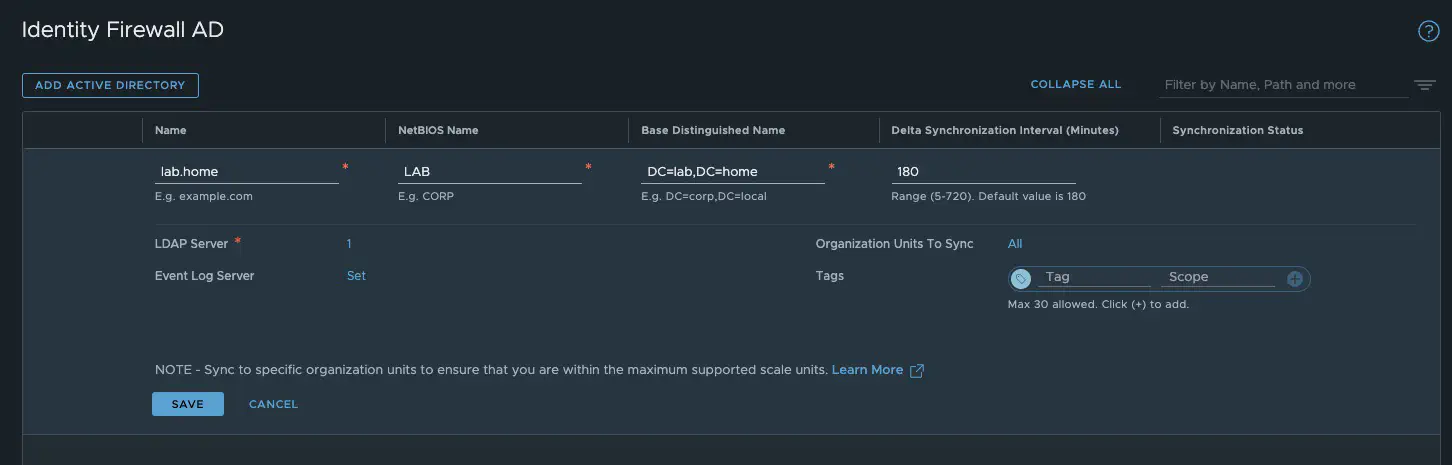 Identity Firewall AD
?
ADD ACTIVE DIRECTORY
COLLAPSE ALL
Filter by Name, Path and more
Name
NetBIOS Name
Base Distinguished Name
Delta Synchronization Interval (Minutes)
Synchronization Status
lab.home *
LAB *
DC=lab,DC=home *
180
E.g. example.com
E.g. CORP
E.g. DC=corp,DC=local
Range (5-720). Default value is 180
LDAP Server * 1
Organization Units To Sync All
Event Log Server Set
Tags Tag Scope
Max 30 allowed. Click (+) to add.
NOTE - Sync to specific organization units to ensure that you are within the maximum supported scale units. Learn More
SAVE
CANCEL